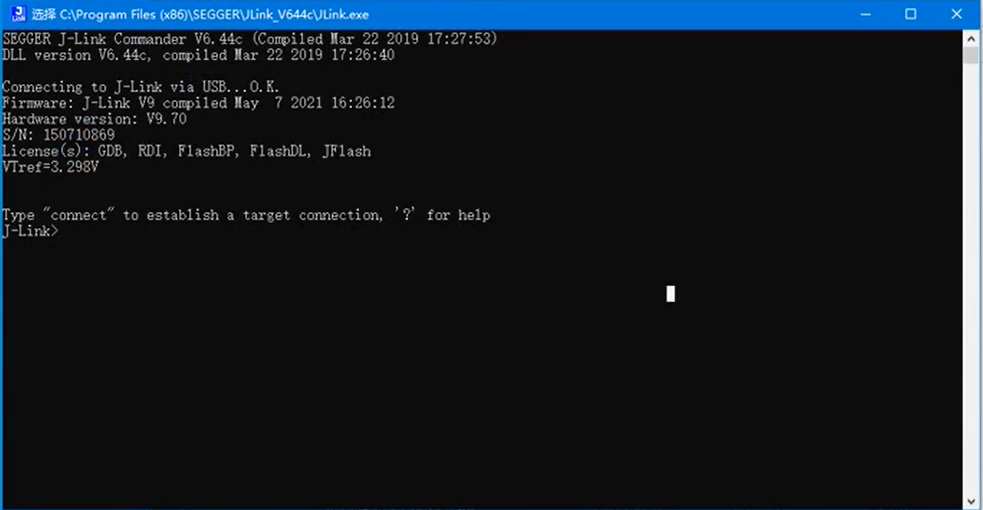 选择 C:\Program Files (x86)\SEGGER\JLink_V644c\JLink.exe
SEGGER J-Link Commander V6.44c (Compiled Mar 22 2019 17:27:53)
DLL version V6.44c, compiled Mar 22 2019 17:26:40
Connecting to J-Link via USB...O.K.
Firmware: J-Link V9 compiled May  7 2021 16:26:12
Hardware version: V9.70
S/N: 150710869
License(s): GDB, RDI, FlashBP, FlashDL, JFlash
VTref=3.298V
Type "connect" to establish a target connection, '?' for help
J-Link>